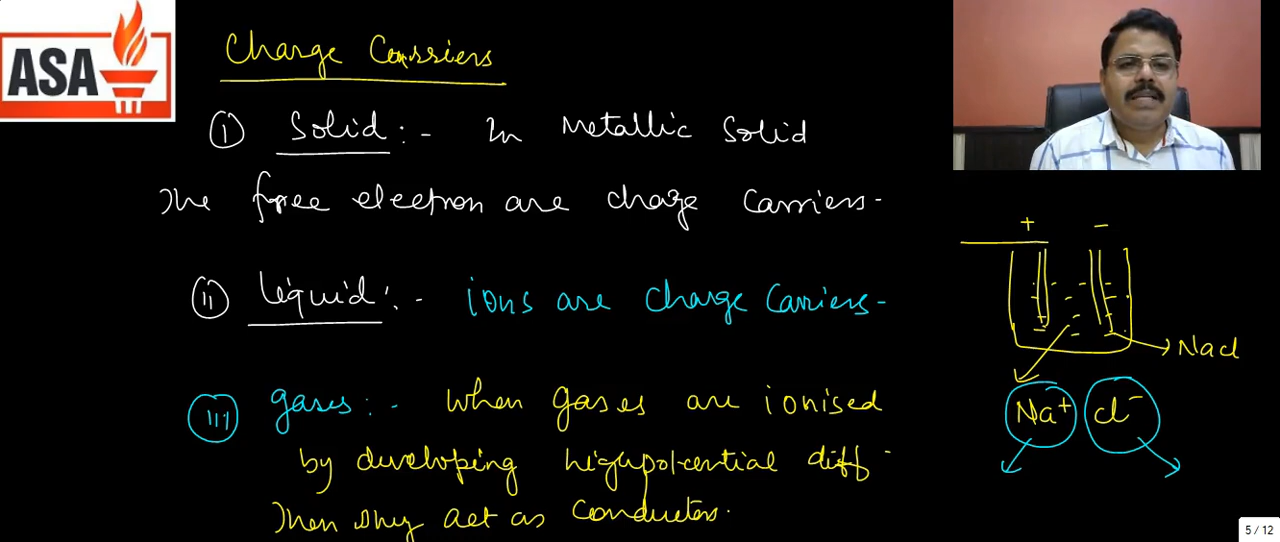 ASA
Charge Carriers
(i) Solid :- In Metallic Solid
The free electron are charge carriers-
(ii) Liquid :- ions are charge carriers-
(iii) gases :- When gases are ionised
by developing high potential diff.
Then they act as conductors.
+ -
NaCl
Na⁺ Cl⁻
5 / 12